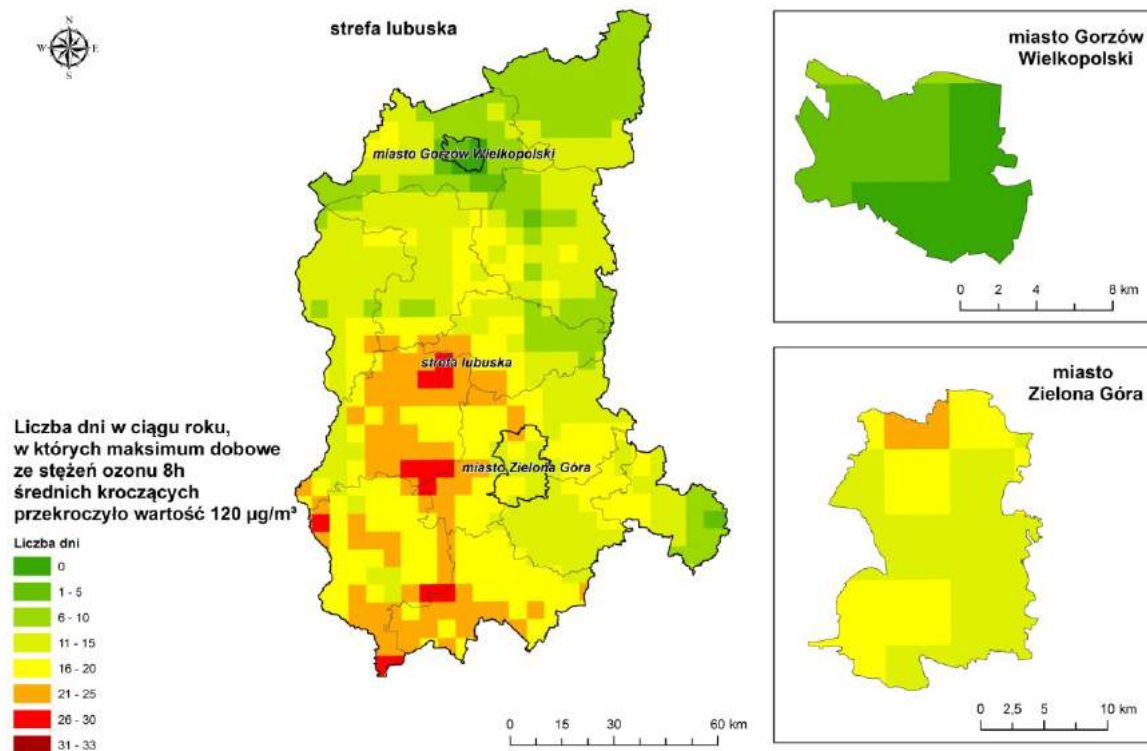 N
W E
S
strefa lubuska
miasto Gorzów Wielkopolski
strefa lubuska
miasto Zielona Góra
Liczba dni w ciągu roku,
w których maksimum dobowe
ze stężeń ozonu 8h
średnich kroczących
przekroczyło wartość 120 µg/m³
Liczba dni
0
1 - 5
6 - 10
11 - 15
16 - 20
21 - 25
26 - 30
31 - 33
0 15 30 60 km
miasto Gorzów
Wielkopolski
0 2 4 8 km
miasto
Zielona Góra
0 2,5 5 10 km